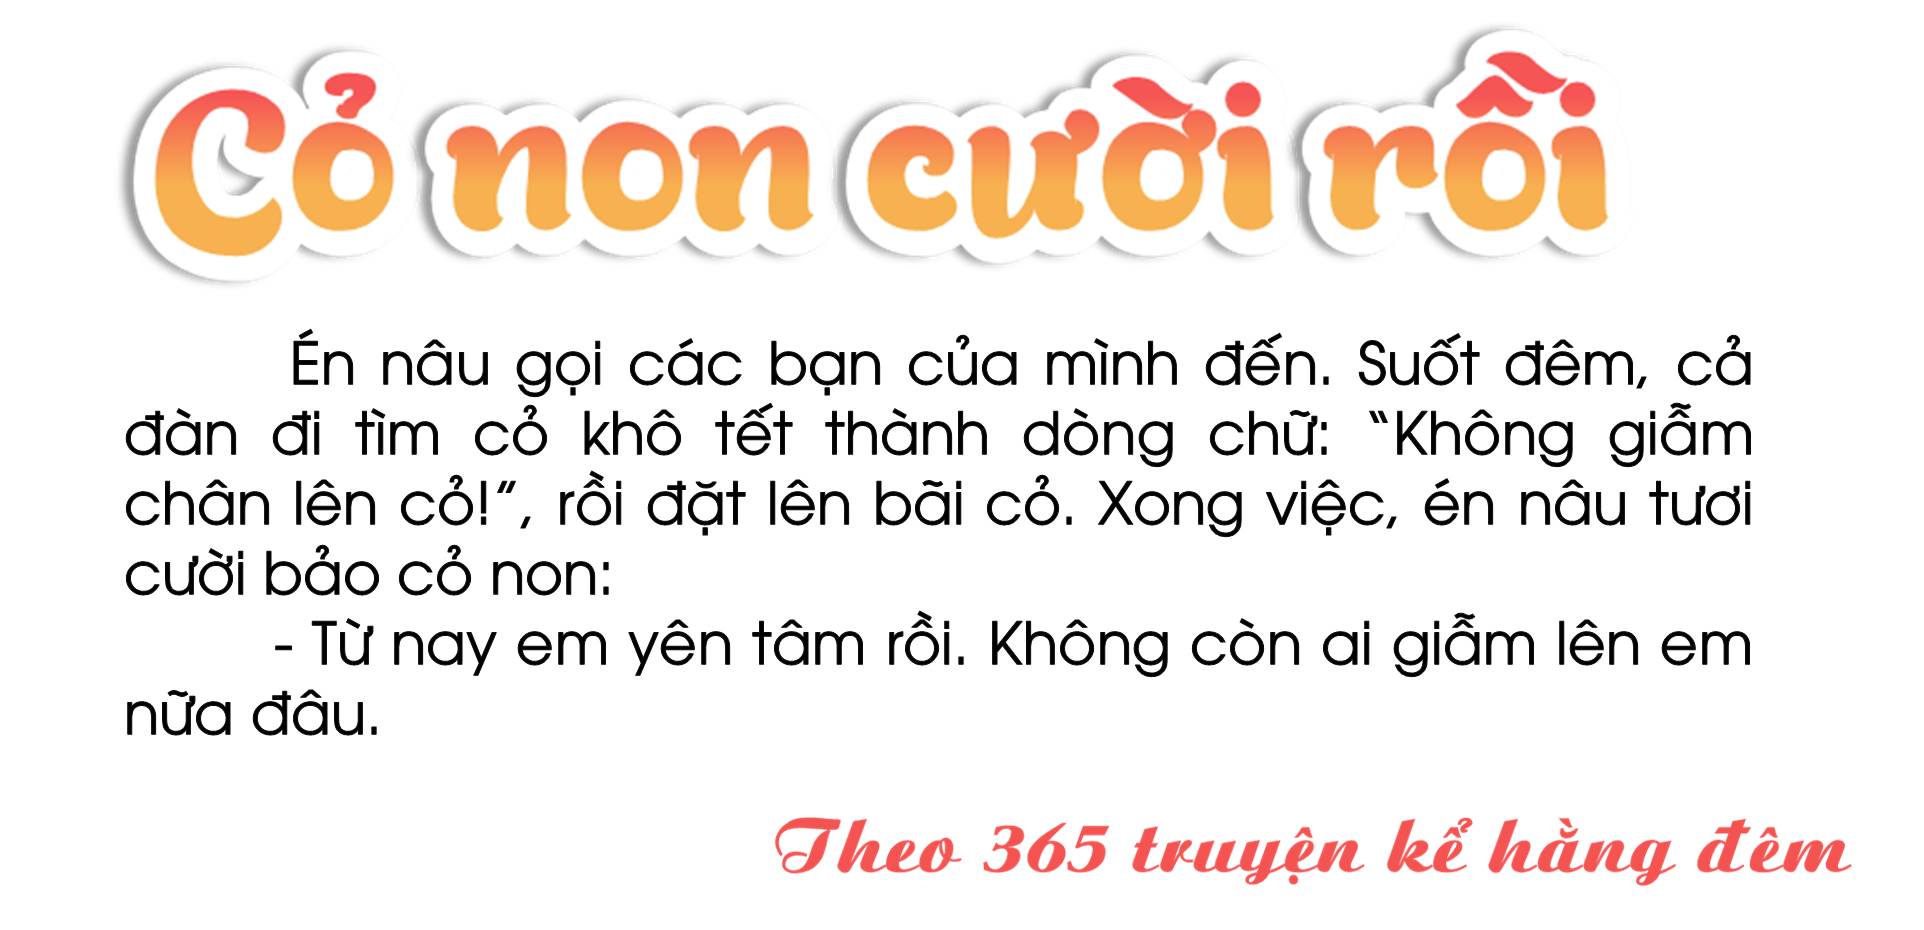 Cỏ non cười rồi
Én nâu gọi các bạn của mình đến. Suốt đêm, cả
đàn đi tìm cỏ khô tết thành dòng chữ: “Không giẫm
chân lên cỏ!”, rồi đặt lên bãi cỏ. Xong việc, én nâu tươi
cười bảo cỏ non:
- Từ nay em yên tâm rồi. Không còn ai giẫm lên em
nữa đâu.
Theo 365 truyện kể hằng đêm